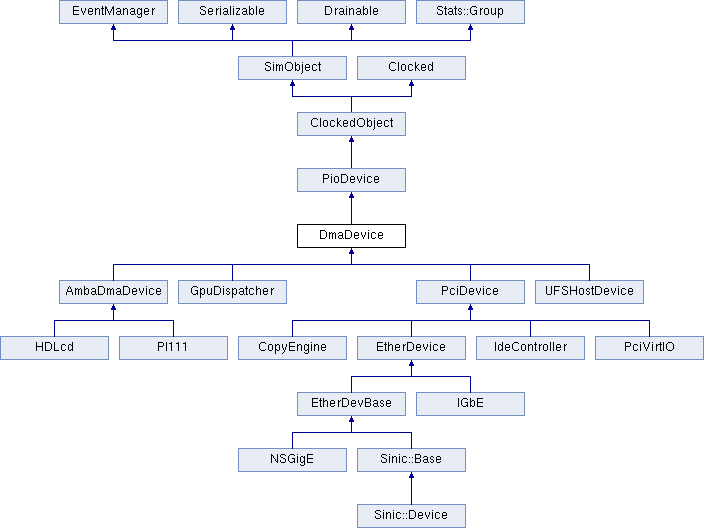 EventManager
Serializable
Drainable
Stats::Group
SimObject
Clocked
ClockedObject
PioDevice
DmaDevice
AmbaDmaDevice
GpuDispatcher
PciDevice
UFSHostDevice
HDLcd
Pl111
CopyEngine
EtherDevice
IdeController
PciVirtIO
EtherDevBase
IGbE
NSGigE
Sinic::Base
Sinic::Device